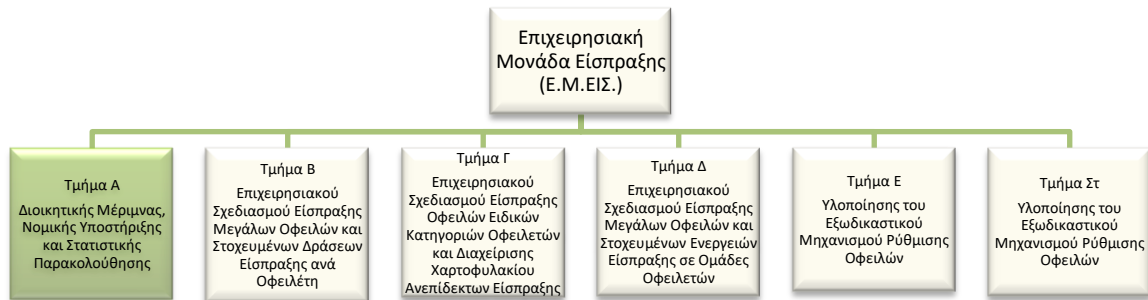 Επιχειρησιακή
Μονάδα Είσπραξης
(Ε.Μ.ΕΙΣ.)
Τμήμα Α
Διοικητικής Μέριμνας,
Νομικής Υποστήριξης
και Στατιστικής
Παρακολούθησης
Τμήμα Β
Επιχειρησιακού
Σχεδιασμού Είσπραξης
Μεγάλων Οφειλών και
Στοχευμένων Δράσεων
Είσπραξης ανά
Οφειλέτη
Τμήμα Γ
Επιχειρησιακού
Σχεδιασμού Είσπραξης
Οφειλών Ειδικών
Κατηγοριών Οφειλετών
και Διαχείρισης
Χαρτοφυλακίου
Ανεπίδεκτων Είσπραξης
Τμήμα Δ
Επιχειρησιακού
Σχεδιασμού Είσπραξης
Μεγάλων Οφειλών και
Στοχευμένων Ενεργειών
Είσπραξης σε Ομάδες
Οφειλετών
Τμήμα Ε
Υλοποίησης του
Εξωδικαστικού
Μηχανισμού Ρύθμισης
Οφειλών
Τμήμα Στ
Υλοποίησης του
Εξωδικαστικού
Μηχανισμού Ρύθμισης
Οφειλών